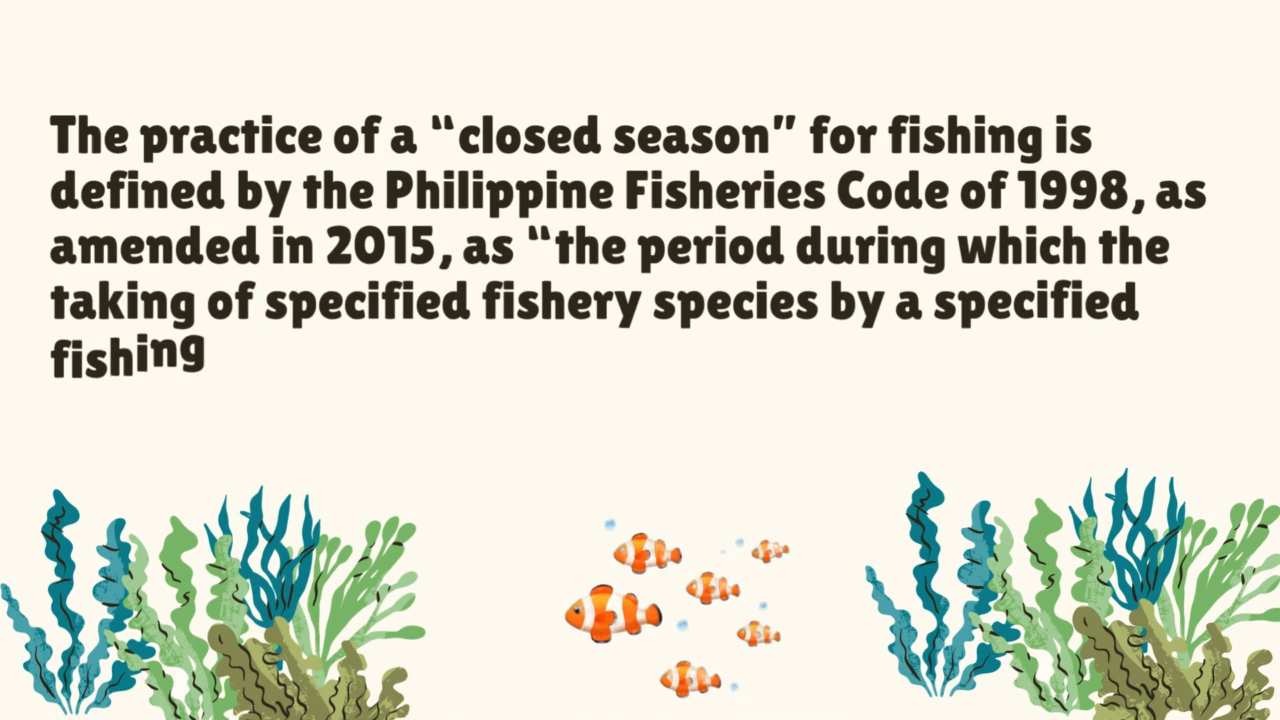 The practice of a “closed season” for fishing is
defined by the Philippine Fisheries Code of 1998, as
amended in 2015, as “the period during which the
taking of specified fishery species by a specified
fishing